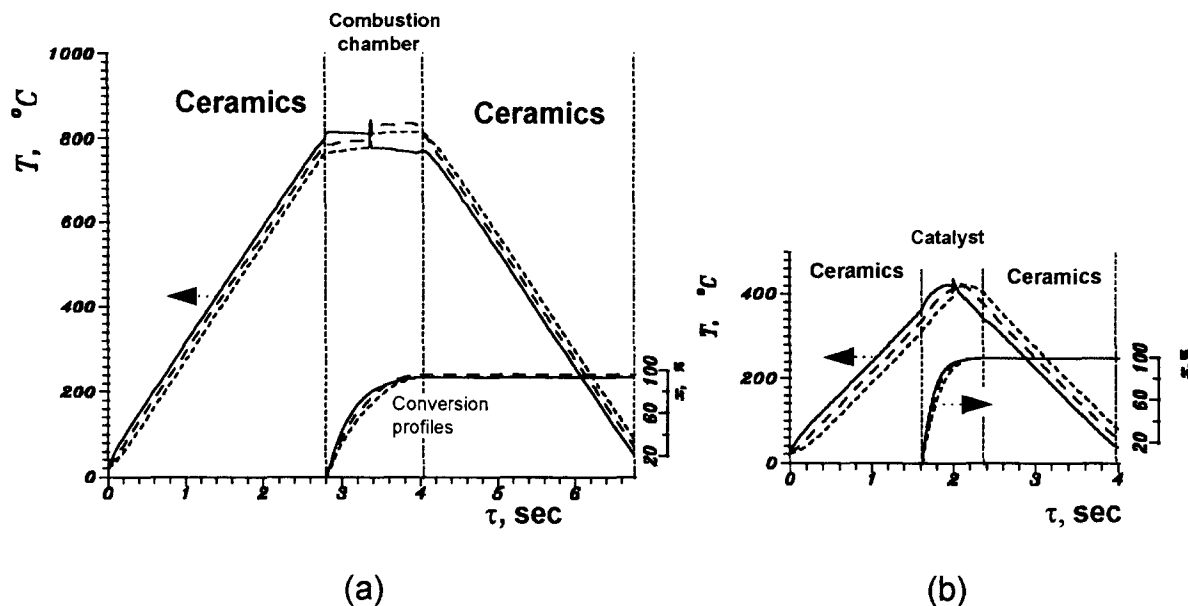 Combustion
chamber
1000
800
600
400
200
0
T, °C
Ceramics
Ceramics
Conversion
profiles
100
60
20
x, %
0 1 2 3 4 5 6
τ, sec
(a)
Catalyst
Ceramics
Ceramics
400
200
0
T, °C
100
60
20
x, %
0 1 2 3 4
τ, sec
(b)